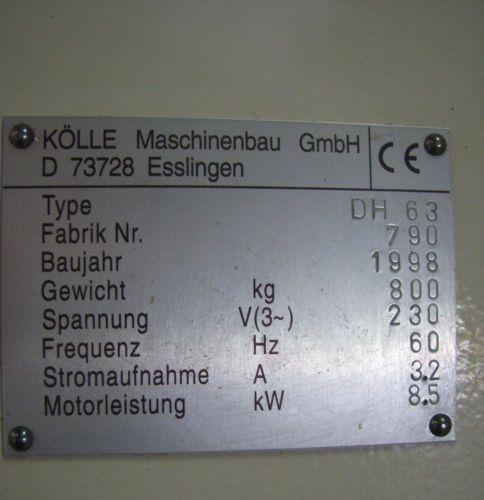 KÖLLE Maschinenbau GmbH CE
D 73728 Esslingen
Type DH 63
Fabrik Nr. 790
Baujahr 1998
Gewicht kg 800
Spannung V(3~) 230
Frequenz Hz 60
Stromaufnahme A 3.2
Motorleistung kW 8.5